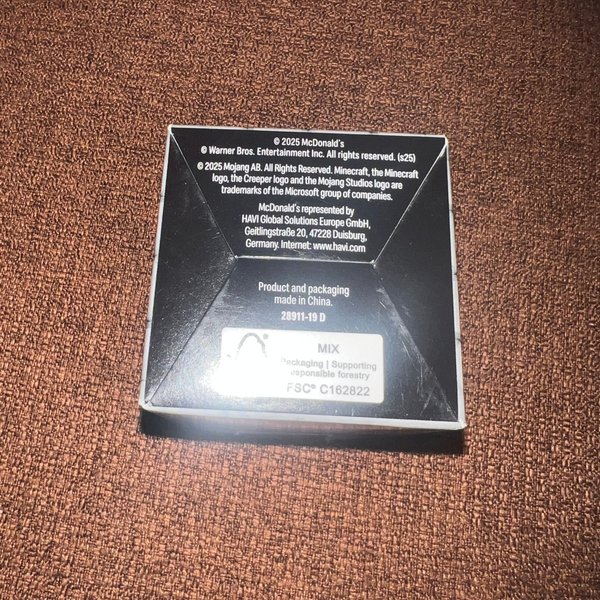 © 2025 McDonald's
© Warner Bros. Entertainment Inc. All rights reserved. (s25)
© 2025 Mojang AB. All Rights Reserved. Minecraft, the Minecraft
logo, the Creeper logo and the Mojang Studios logo are
trademarks of the Microsoft group of companies.
McDonald's represented by
HAVI Global Solutions Europe GmbH,
Geitlingstraße 20, 47228 Duisburg,
Germany. Internet: www.havi.com
Product and packaging
made in China.
28911-19 D
MIX
Packaging | Supporting
responsible forestry
FSC® C162822